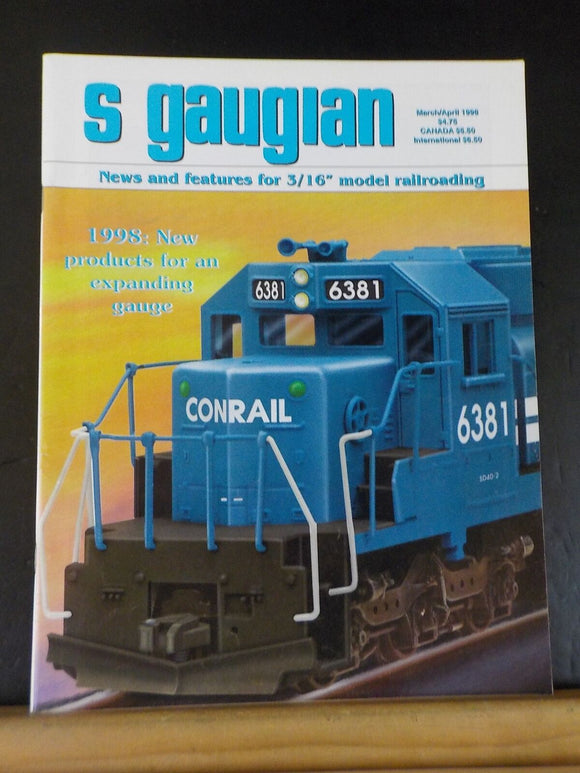 s gaugian
March/April 1998
$4.75
CANADA $6.50
International $6.50
News and features for 3/16" model railroading
1998: New
products for an
expanding
gauge
6381 6381
CONRAIL
6381
SD40-2